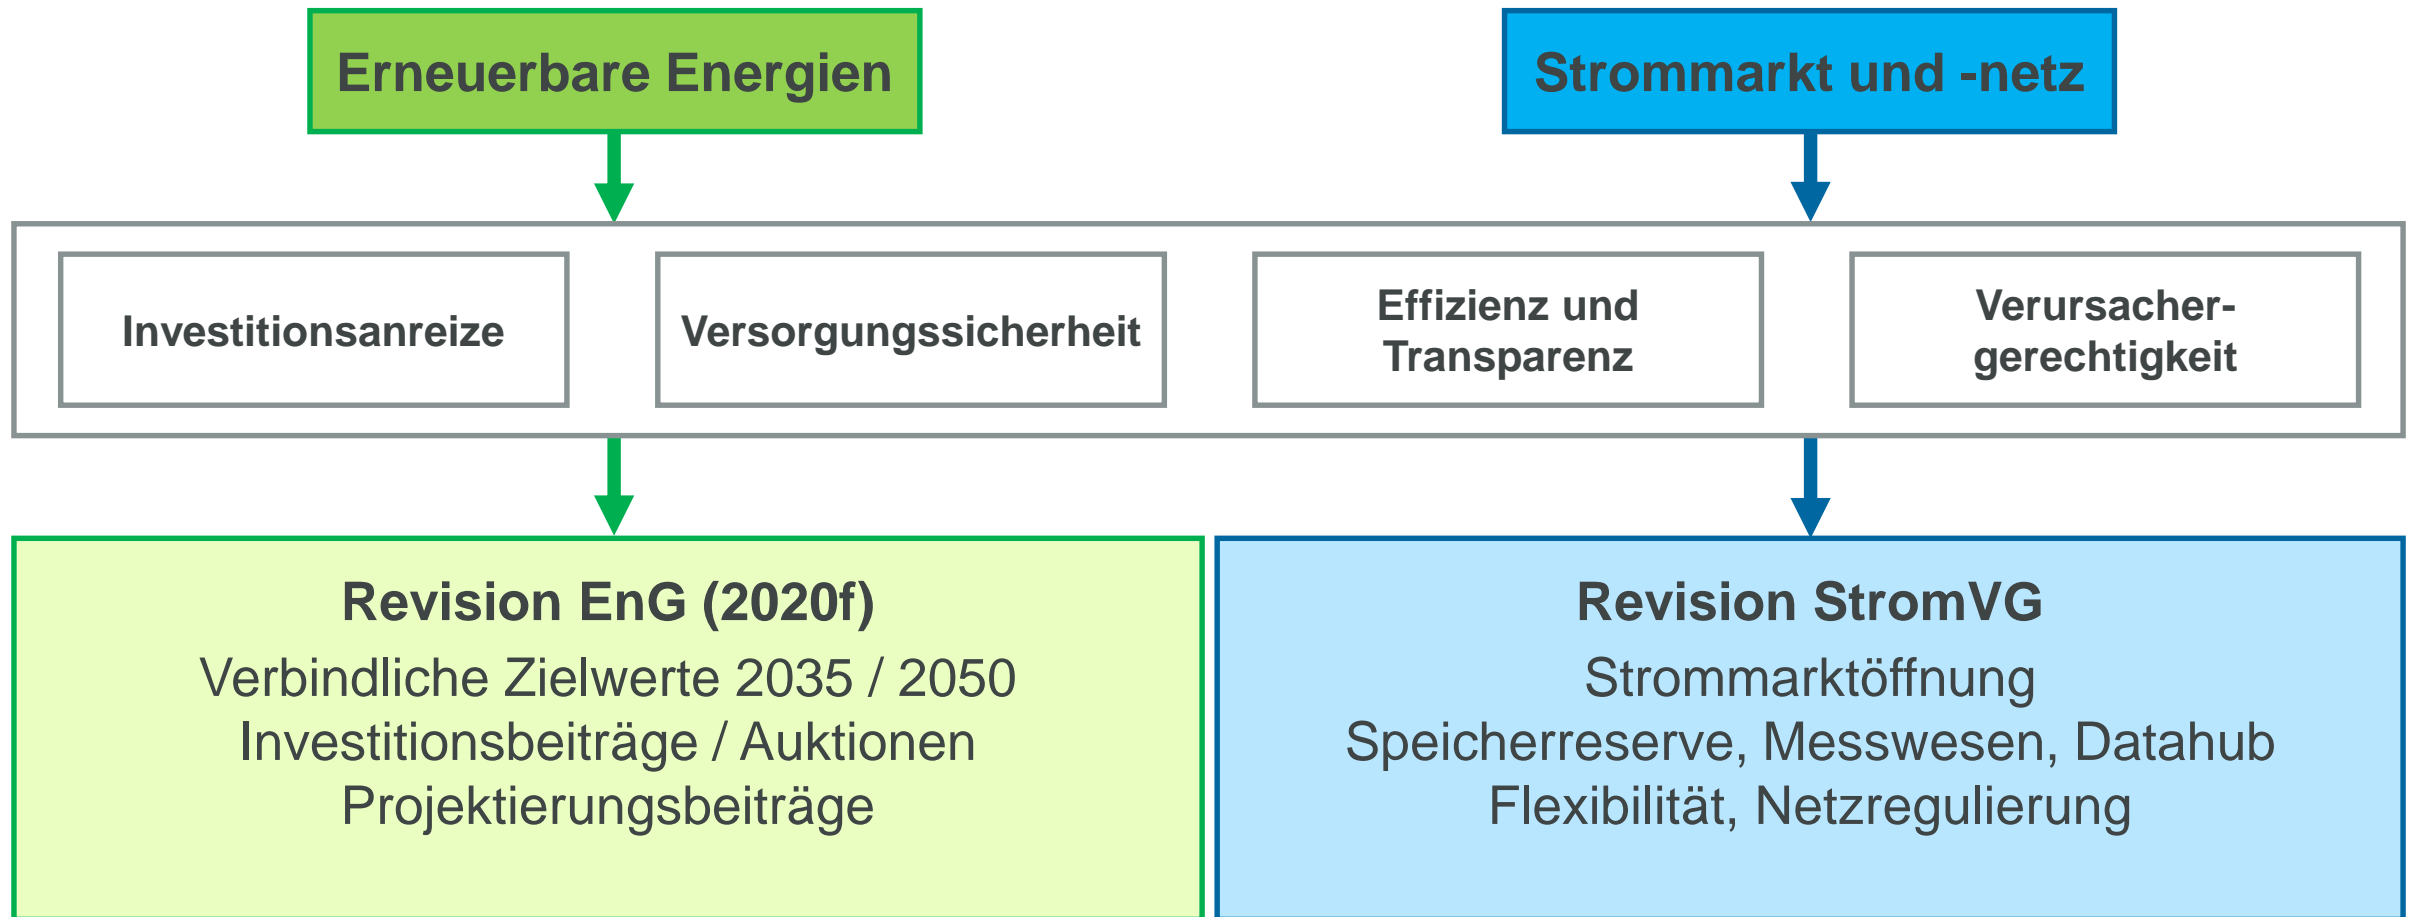 Erneuerbare Energien
Strommarkt und -netz
Investitionsanreize
Versorgungssicherheit
Effizienz und
Transparenz
Verursacher-
gerechtigkeit
Revision EnG (2020f)
Verbindliche Zielwerte 2035 / 2050
Investitionsbeiträge / Auktionen
Projektierungsbeiträge
Revision StromVG
Strommarktöffnung
Speicherreserve, Messwesen, Datahub
Flexibilität, Netzregulierung